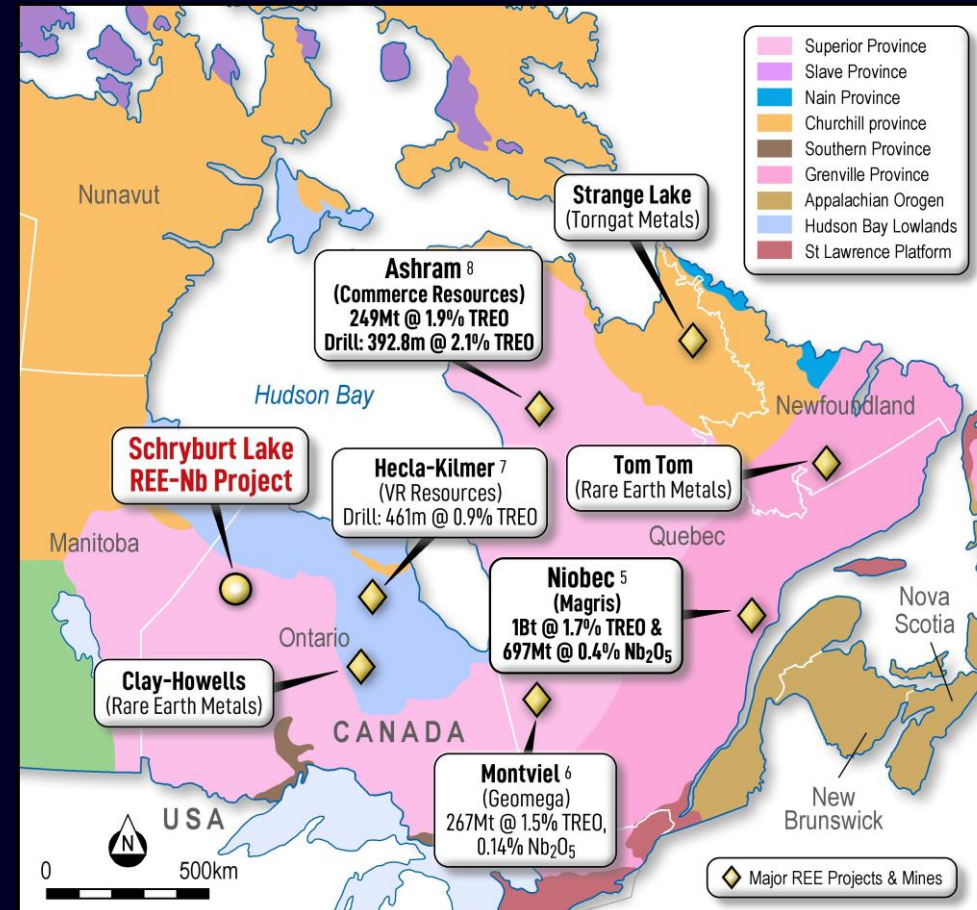 Superior Province
Slave Province
Nain Province
Churchill province
Southern Province
Grenville Province
Appalachian Orogen
Hudson Bay Lowlands
St Lawrence Platform
Nunavut
Strange Lake
(Torngat Metals)
Ashram 8
(Commerce Resources)
249Mt @ 1.9% TREO
Drill: 392.8m @ 2.1% TREO
Hudson Bay
Newfoundland
Schryburt Lake
REE-Nb Project
Hecla-Kilmer 7
(VR Resources)
Drill: 461m @ 0.9% TREO
Tom Tom
(Rare Earth Metals)
Manitoba
Quebec
Niobec 5
(Magris)
1Bt @ 1.7% TREO &
697Mt @ 0.4% Nb₂O₅
Nova
Scotia
Ontario
Clay-Howells
(Rare Earth Metals)
CANADA
Montviel 6
(Geomega)
267Mt @ 1.5% TREO,
0.14% Nb₂O₅
New
Brunswick
USA
N
0 500km
Major REE Projects & Mines